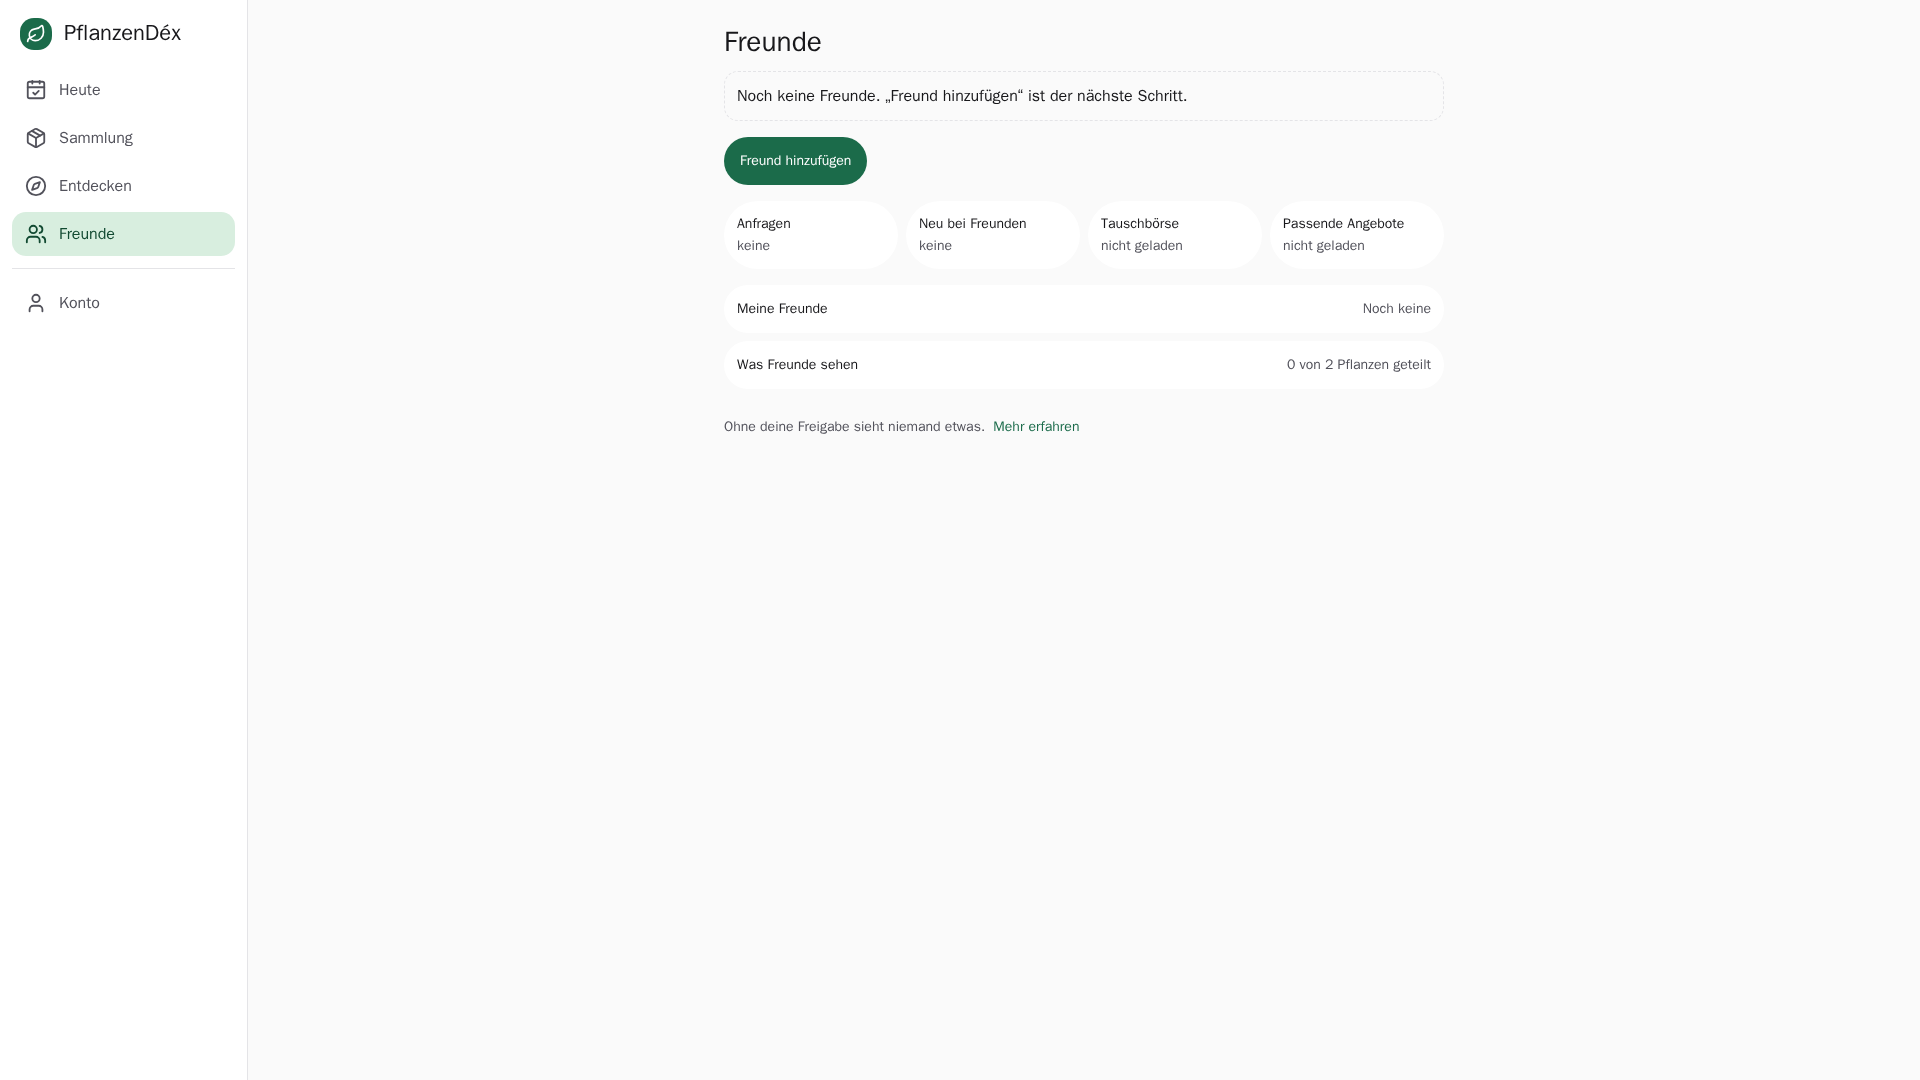 PflanzenDéx
Heute
Sammlung
Entdecken
Freunde
Konto
Freunde
Noch keine Freunde. „Freund hinzufügen“ ist der nächste Schritt.
Freund hinzufügen
Anfragen
keine
Neu bei Freunden
keine
Tauschbörse
nicht geladen
Passende Angebote
nicht geladen
Meine Freunde
Noch keine
Was Freunde sehen
0 von 2 Pflanzen geteilt
Ohne deine Freigabe sieht niemand etwas. Mehr erfahren